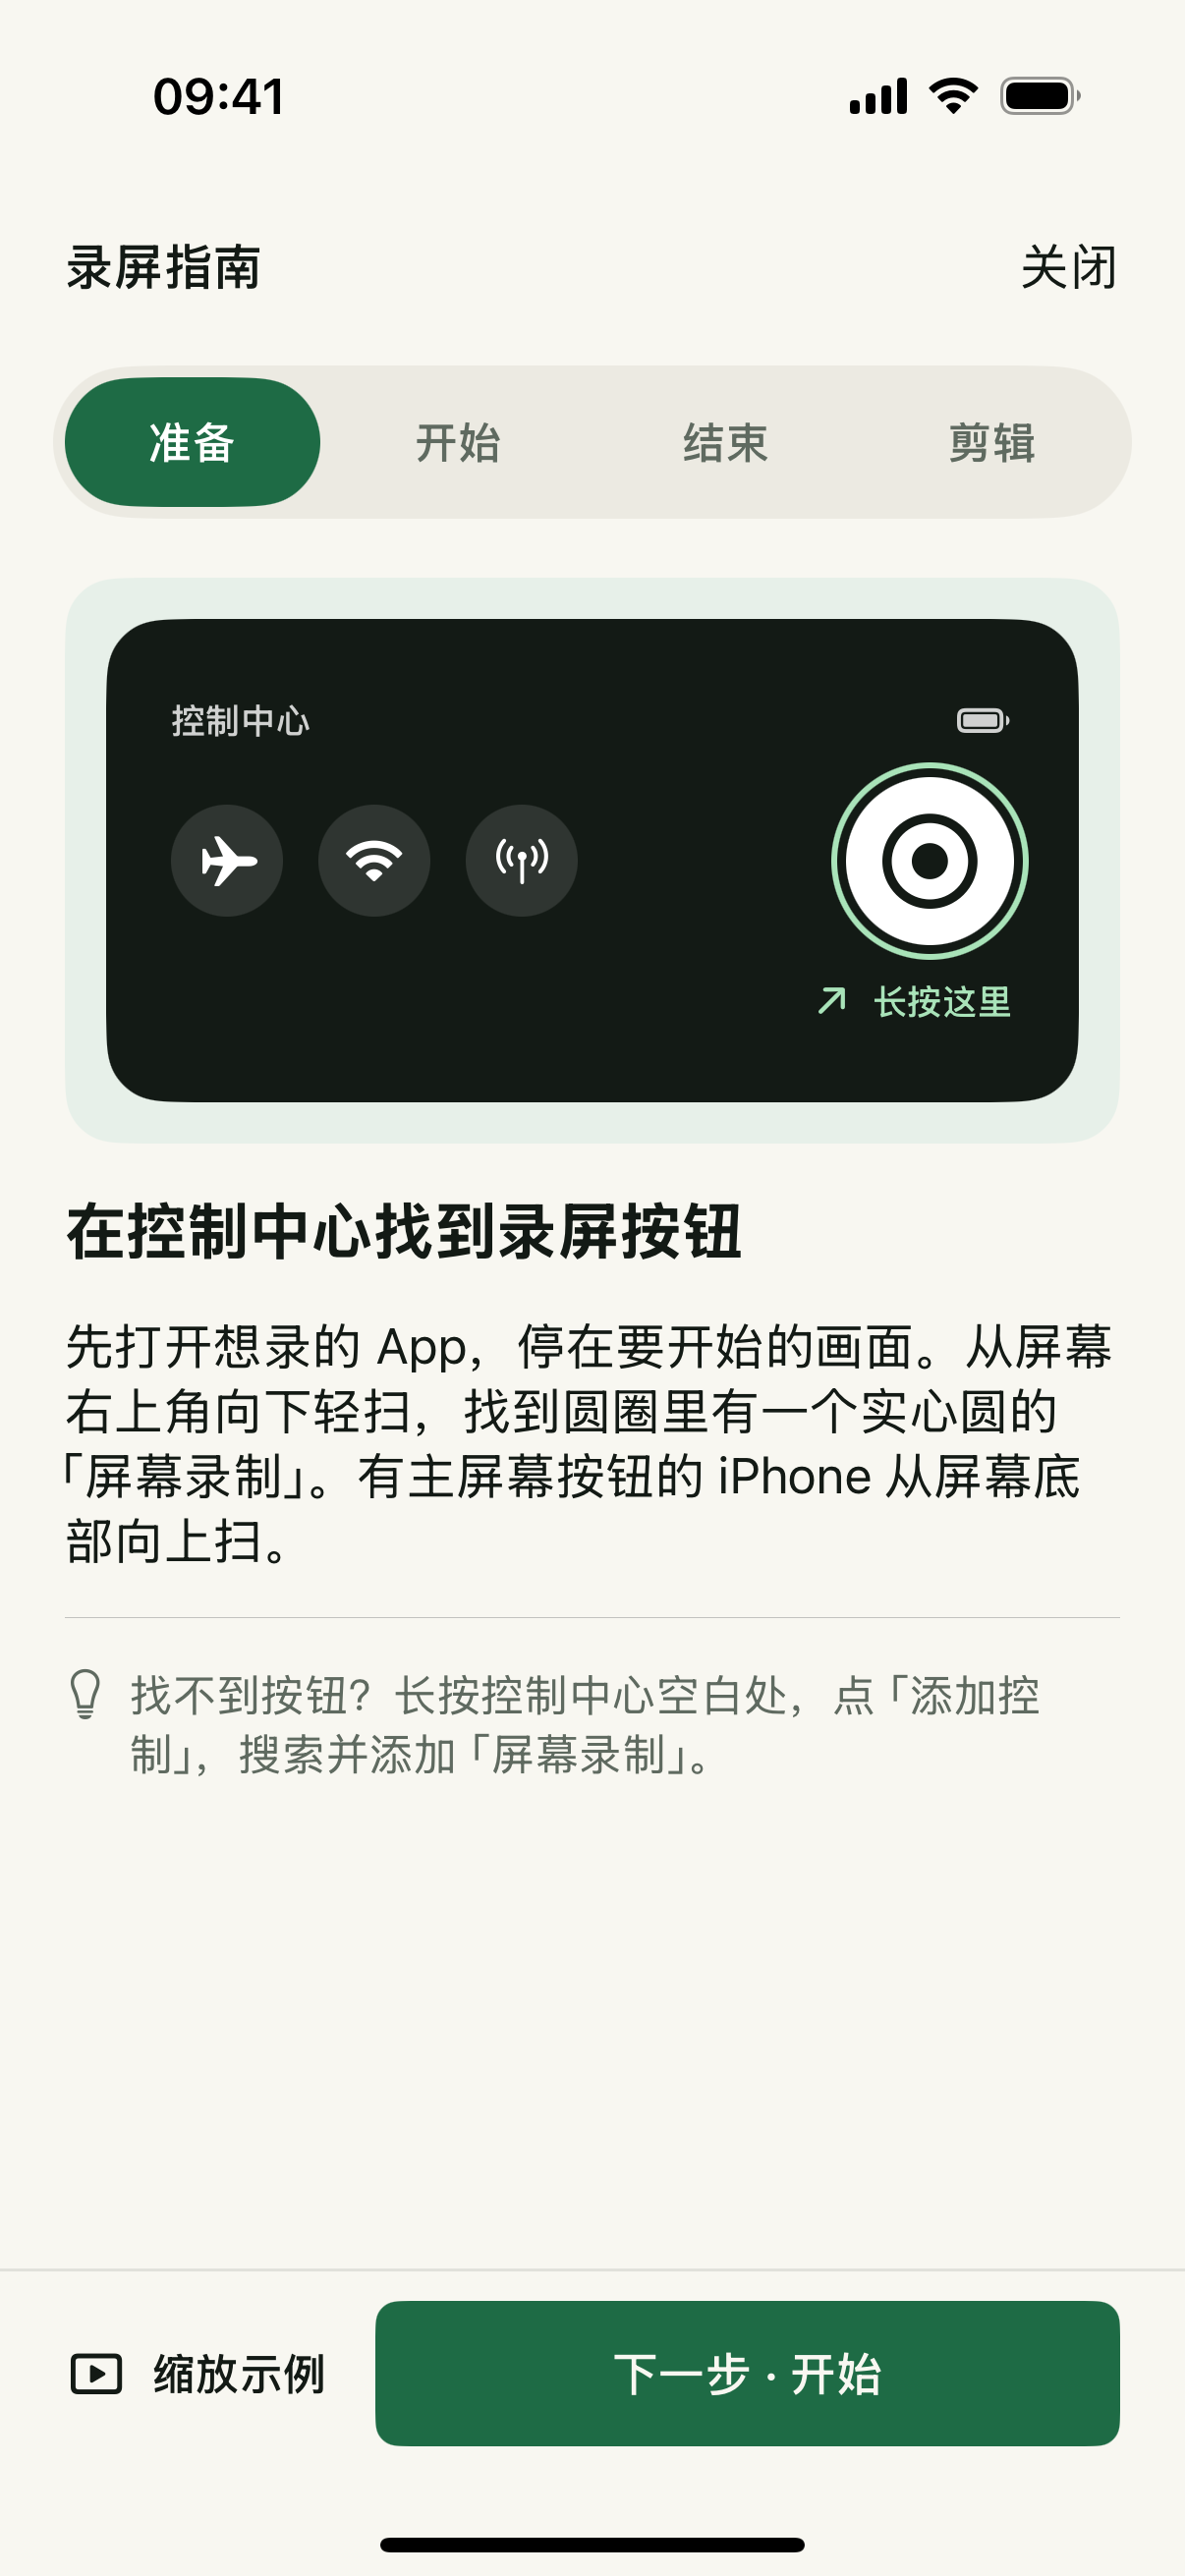 09:41
录屏指南
关闭
准备
开始
结束
剪辑
控制中心
长按这里
在控制中心找到录屏按钮
先打开想录的 App，停在要开始的画面。从屏幕
右上角向下轻扫，找到圆圈里有一个实心圆的
「屏幕录制」。有主屏幕按钮的 iPhone 从屏幕底
部向上扫。
找不到按钮？长按控制中心空白处，点「添加控
制」，搜索并添加「屏幕录制」。
缩放示例
下一步 · 开始